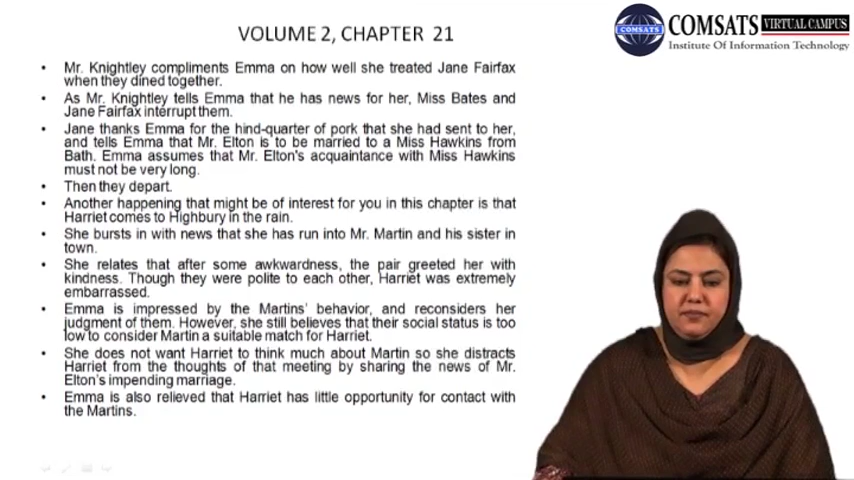 VOLUME 2, CHAPTER 21
COMSATS VIRTUAL CAMPUS
COMSATS
Institute Of Information Technology
• Mr. Knightley compliments Emma on how well she treated Jane Fairfax
when they dined together.
• As Mr. Knightley tells Emma that he has news for her, Miss Bates and
Jane Fairfax interrupt them.
• Jane thanks Emma for the hind-quarter of pork that she had sent to her,
and tells Emma that Mr. Elton is to be married to a Miss Hawkins from
Bath. Emma assumes that Mr. Elton's acquaintance with Miss Hawkins
must not be very long.
• Then they depart.
• Another happening that might be of interest for you in this chapter is that
Harriet comes to Highbury in the rain.
• She bursts in with news that she has run into Mr. Martin and his sister in
town.
• She relates that after some awkwardness, the pair greeted her with
kindness. Though they were polite to each other, Harriet was extremely
embarrassed.
• Emma is impressed by the Martins' behavior, and reconsiders her
judgment of them. However, she still believes that their social status is too
low to consider Martin a suitable match for Harriet.
• She does not want Harriet to think much about Martin so she distracts
Harriet from the thoughts of that meeting by sharing the news of Mr.
Elton's impending marriage.
• Emma is also relieved that Harriet has little opportunity for contact with
the Martins.